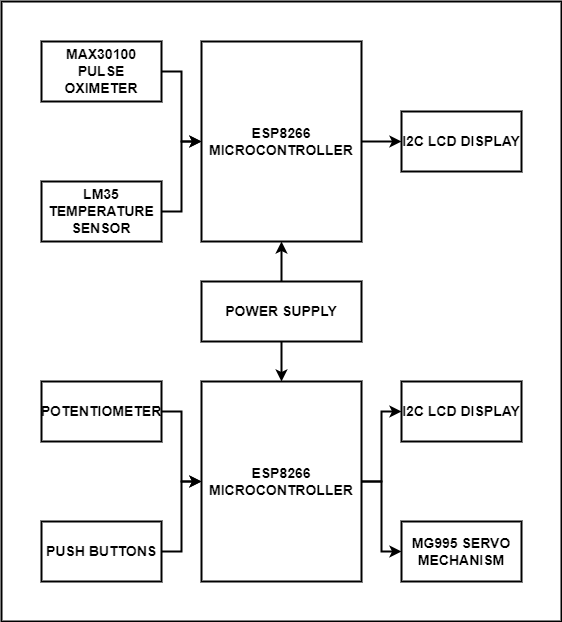 MAX30100
PULSE
OXIMETER
ESP8266
MICROCONTROLLER
I2C LCD DISPLAY
LM35
TEMPERATURE
SENSOR
POWER SUPPLY
POTENTIOMETER
ESP8266
MICROCONTROLLER
I2C LCD DISPLAY
PUSH BUTTONS
MG995 SERVO
MECHANISM